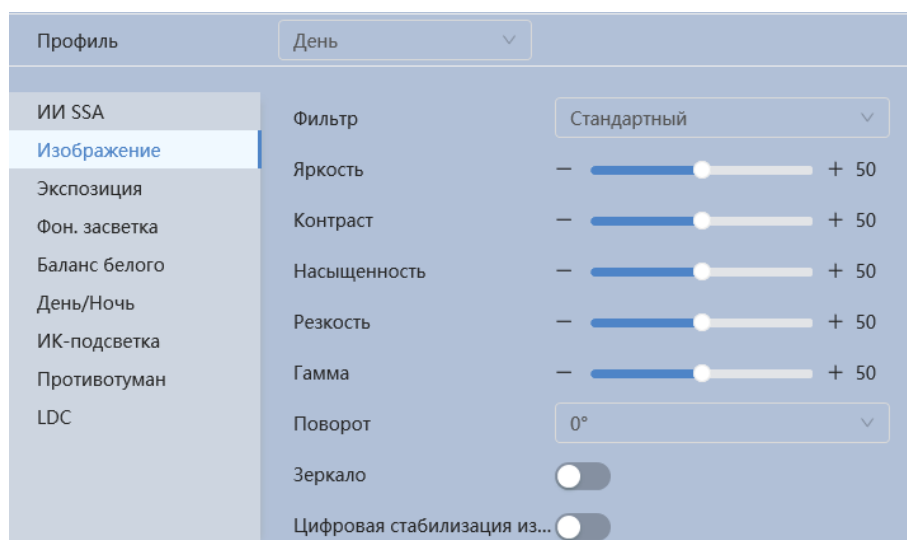 Профиль День
ИИ SSA
Изображение
Экспозиция
Фон. засветка
Баланс белого
День/Ночь
ИК-подсветка
Противотуман
LDC
Фильтр Стандартный
Яркость − + 50
Контраст − + 50
Насыщенность − + 50
Резкость − + 50
Гамма − + 50
Поворот 0°
Зеркало
Цифровая стабилизация из...